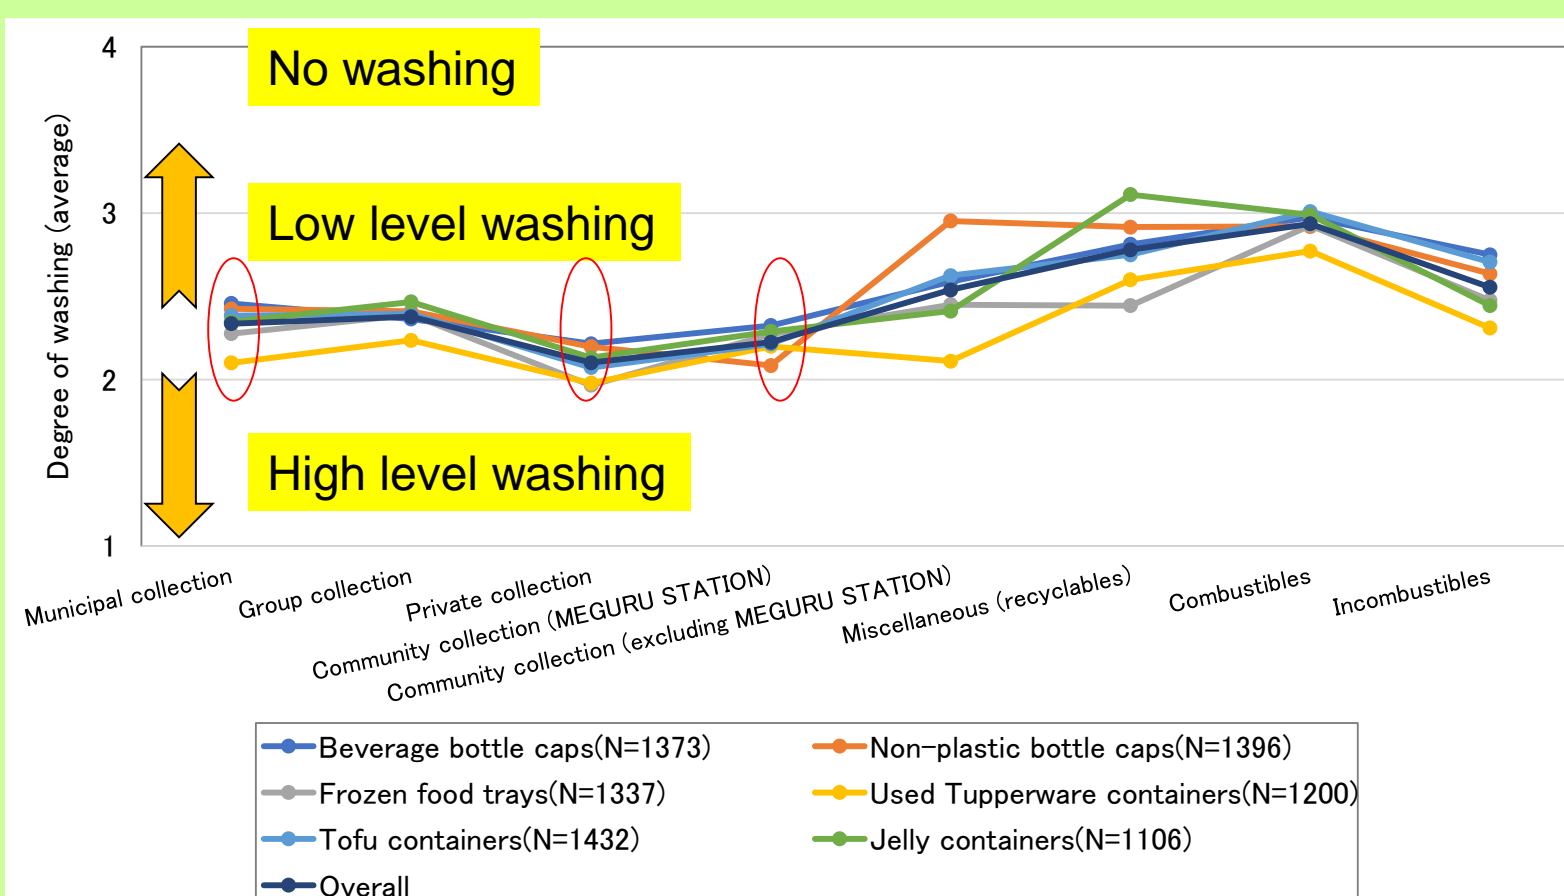 4
No washing
3
Low level washing
Degree of washing (average)
2
High level washing
1
Municipal collection
Group collection
Private collection
Community collection (MEGURU STATION)
Community collection (excluding MEGURU STATION)
Miscellaneous (recyclables)
Combustibles
Incombustibles
Beverage bottle caps(N=1373)
Non-plastic bottle caps(N=1396)
Frozen food trays(N=1337)
Used Tupperware containers(N=1200)
Tofu containers(N=1432)
Jelly containers(N=1106)
Overall